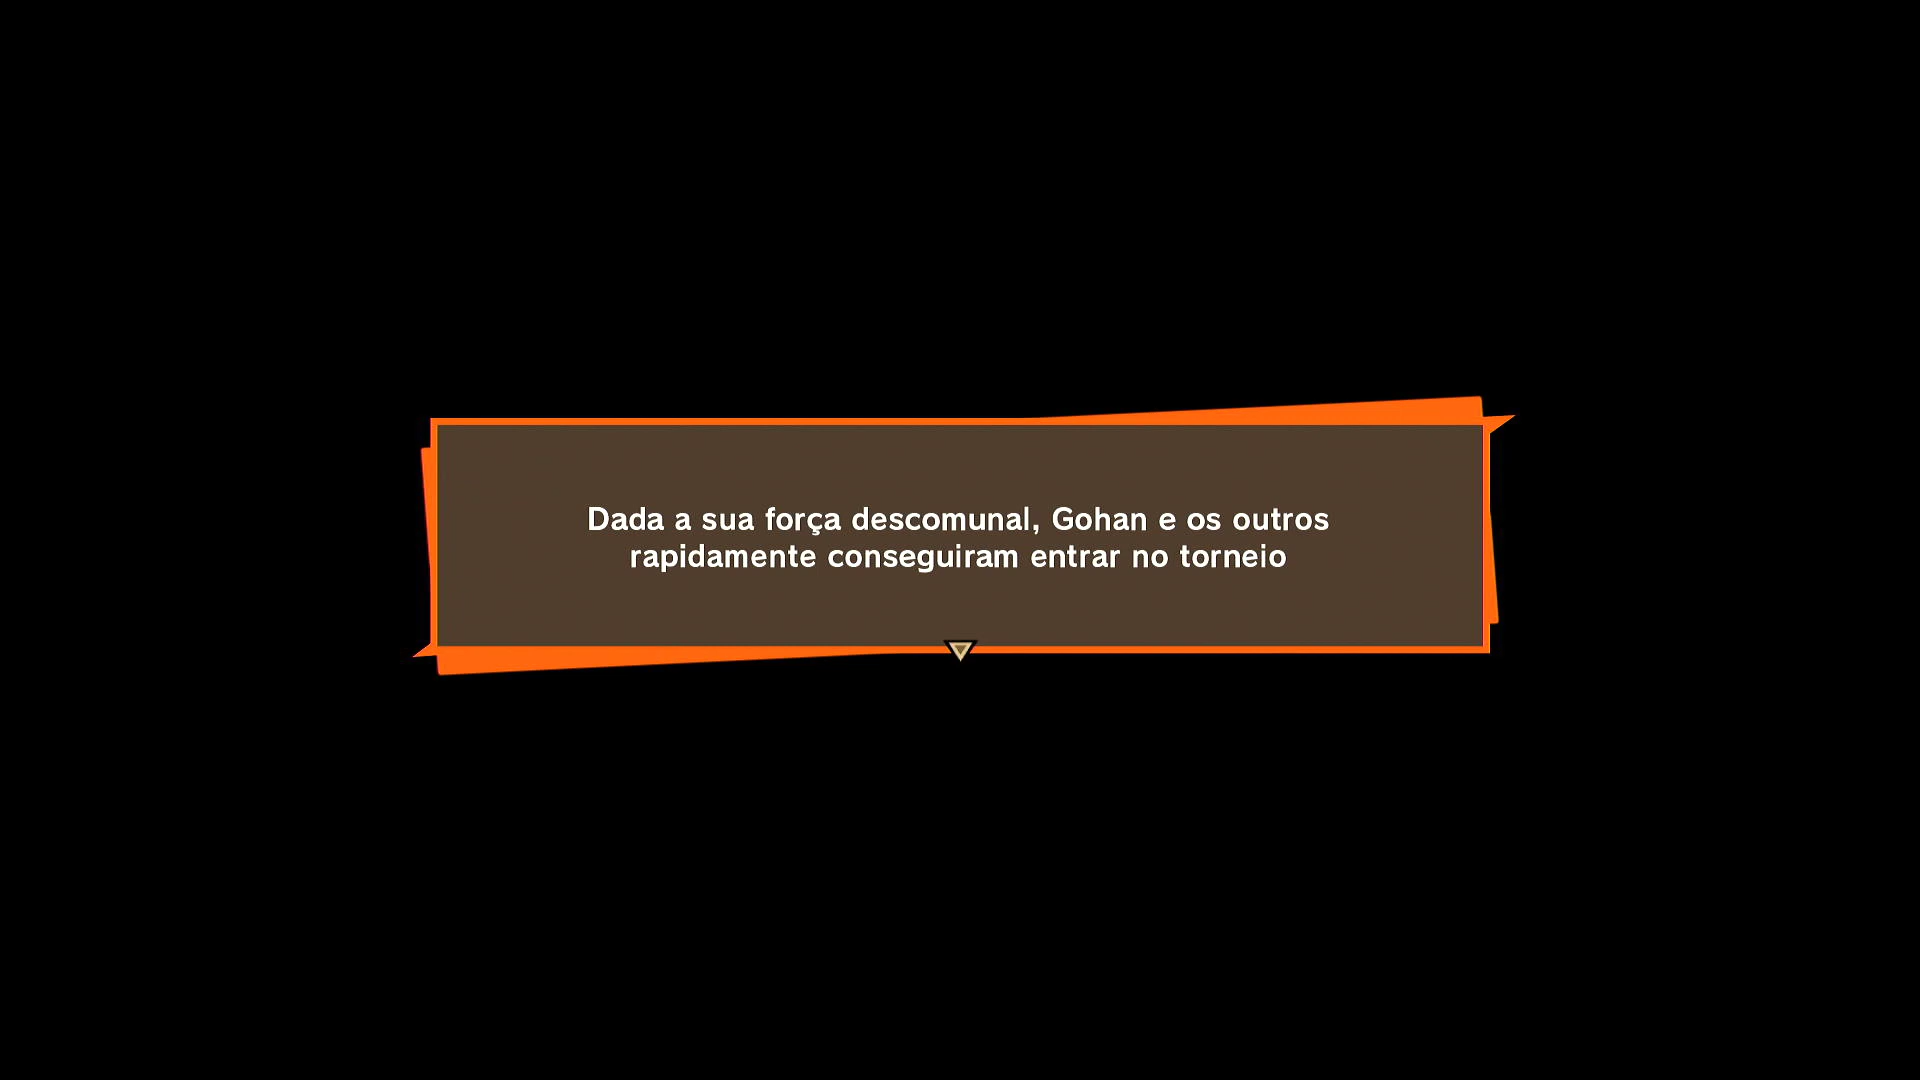 Dada a sua força descomunal, Gohan e os outros
rapidamente conseguiram entrar no torneio